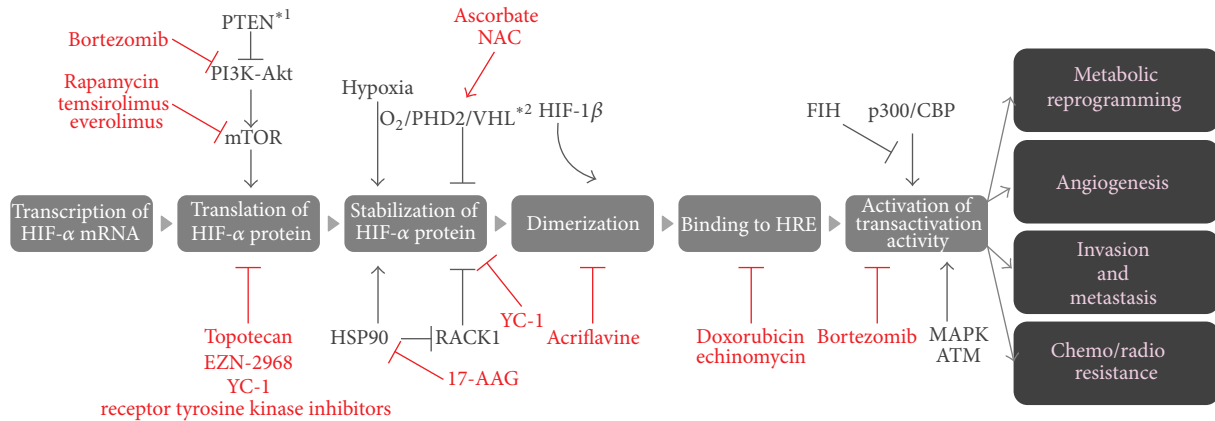 PTEN*1
Bortezomib
PI3K-Akt
Rapamycin
temsirolimus
everolimus
mTOR
Ascorbate
NAC
Hypoxia
O2/PHD2/VHL*2
HIF-1β
FIH
p300/CBP
Transcription of
HIF-α mRNA
Translation of
HIF-α protein
Stabilization of
HIF-α protein
Dimerization
Binding to HRE
Activation of
transactivation
activity
Metabolic
reprogramming
Angiogenesis
Invasion
and
metastasis
Chemo/radio
resistance
Topotecan
EZN-2968
YC-1
receptor tyrosine kinase inhibitors
HSP90
RACK1
YC-1
17-AAG
Acriflavine
Doxorubicin
echinomycin
Bortezomib
MAPK
ATM